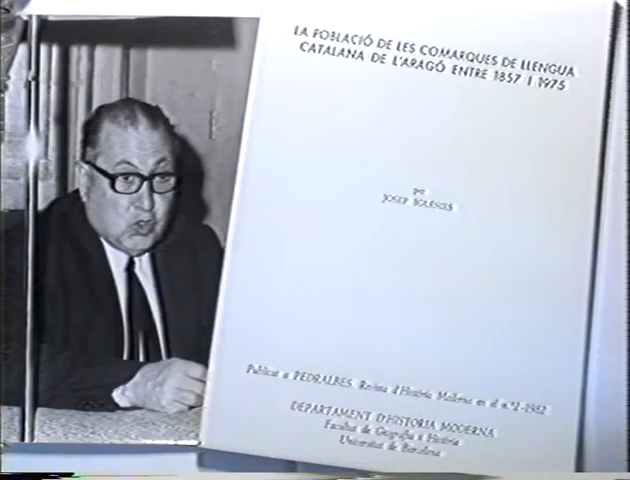 LA POBLACIÓ DE LES COMARQUES DE LLENGUA
CATALANA DE L'ARAGÓ ENTRE 1857 I 1975
per
JOSEP IGLÉSIES
Publicat a PEDRALBES. Revista d'Història Moderna en el n.º 2-1982
DEPARTAMENT D'HISTORIA MODERNA
Facultat de Geografia i Història
Universitat de Barcelona